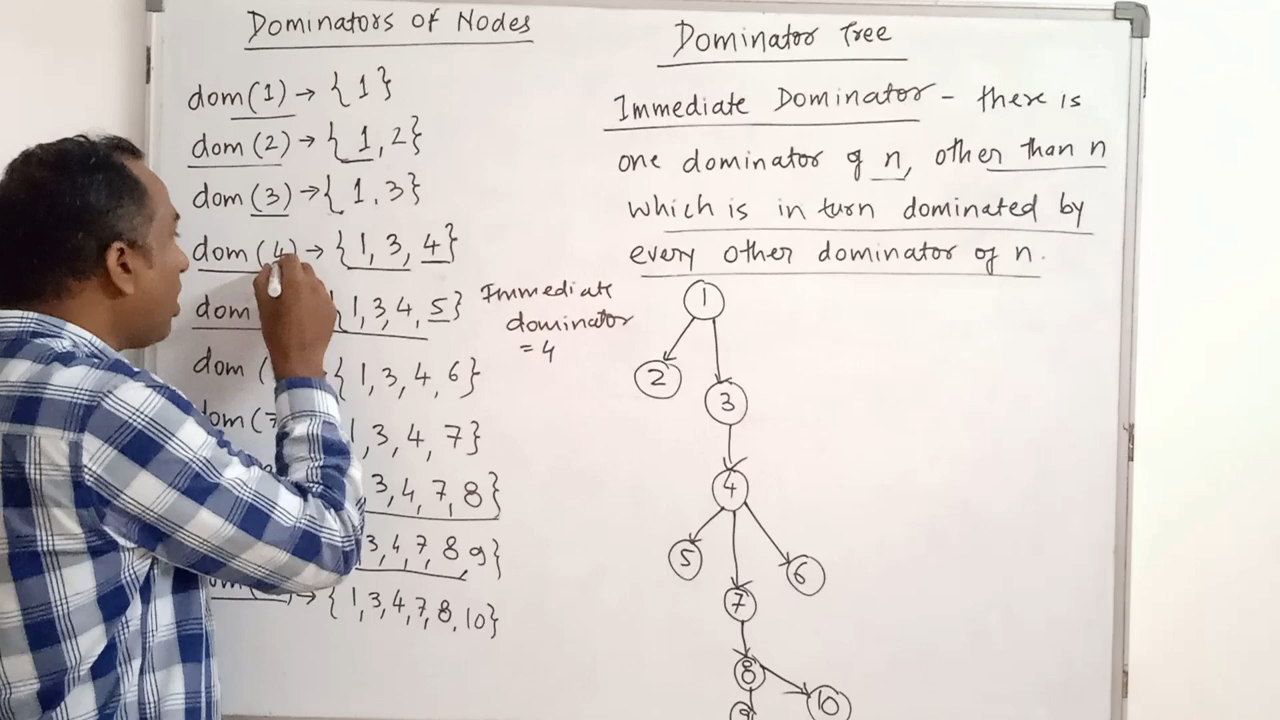 Dominators of Nodes
dom(1) → {1}
dom(2) → {1,2}
dom(3) → {1,3}
dom(4) → {1,3,4}
dom 1,3,4,5}
Immediate
dominator
= 4
dom ( {1,3,4,6}
dom(7 1,3,4,7}
3,4,7,8}
3,4,7,8,9}
→ {1,3,4,7,8,10}
Dominator Tree
Immediate Dominator - there is
one dominator of n, other than n
which is in turn dominated by
every other dominator of n.
1
2
3
4
5
6
7
8
10
9